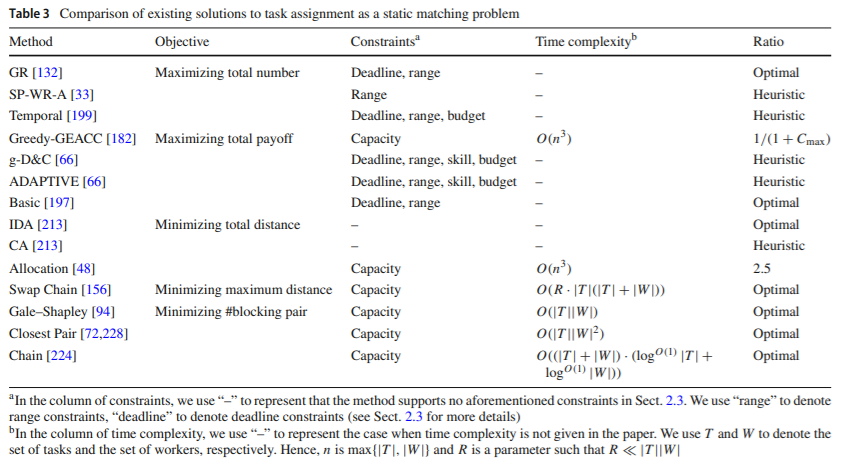 Table 3 Comparison of existing solutions to task assignment as a static matching problem
Method Objective Constraintsᵃ Time complexityᵇ Ratio
GR [132] Maximizing total number Deadline, range – Optimal
SP-WR-A [33] Range – Heuristic
Temporal [199] Deadline, range, budget – Heuristic
Greedy-GEACC [182] Maximizing total payoff Capacity O(n³) 1/(1 + Cmax)
g-D&C [66] Deadline, range, skill, budget – Heuristic
ADAPTIVE [66] Deadline, range, skill, budget – Heuristic
Basic [197] Deadline, range – Optimal
IDA [213] Minimizing total distance – – Optimal
CA [213] – – Heuristic
Allocation [48] Capacity O(n³) 2.5
Swap Chain [156] Minimizing maximum distance Capacity O(R · |T|(|T| + |W|)) Optimal
Gale–Shapley [94] Minimizing #blocking pair Capacity O(|T||W|) Optimal
Closest Pair [72,228] Capacity O(|T||W|²) Optimal
Chain [224] Capacity O((|T| + |W|) · (log^O(1) |T| + Optimal
log^O(1) |W|))
ᵃIn the column of constraints, we use “–” to represent that the method supports no aforementioned constraints in Sect. 2.3. We use “range” to denote
range constraints, “deadline” to denote deadline constraints (see Sect. 2.3 for more details)
ᵇIn the column of time complexity, we use “–” to represent the case when time complexity is not given in the paper. We use T and W to denote the
set of tasks and the set of workers, respectively. Hence, n is max{|T|, |W|} and R is a parameter such that R ≪ |T||W|